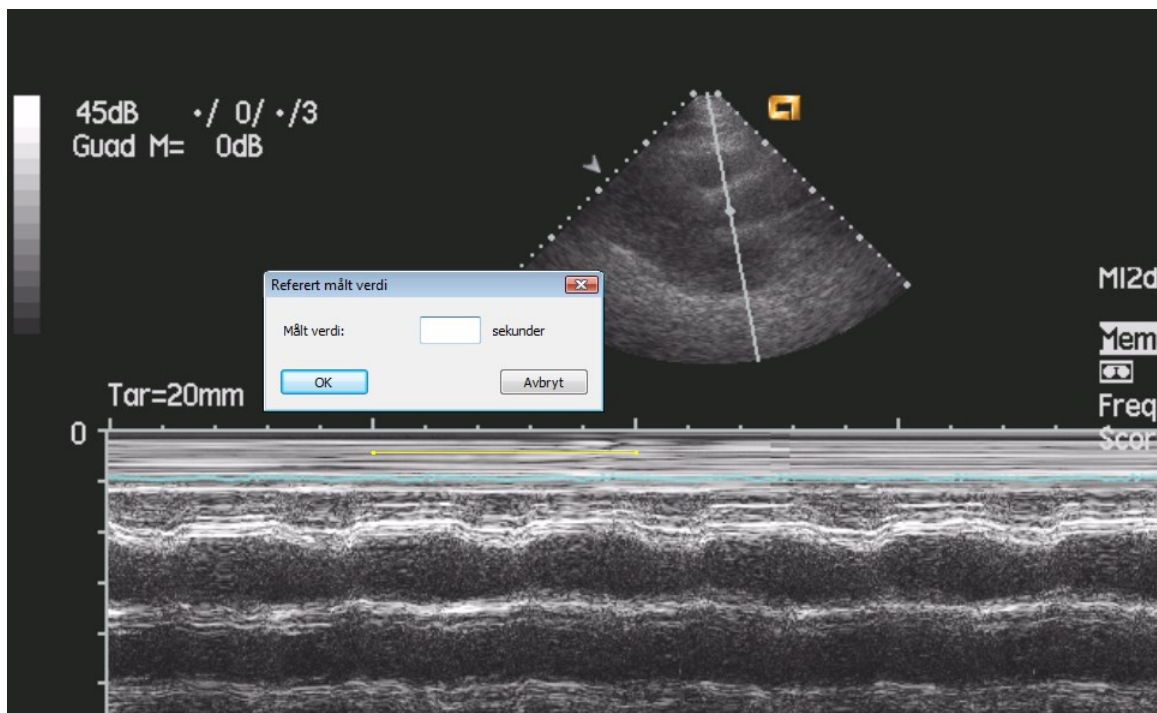 45dB •/ 0/ •/3
Guad M= 0dB
Referert målt verdi
Målt verdi:
sekunder
OK
Avbryt
MI2d
Mem
Tar=20mm
Freq
0
Scor